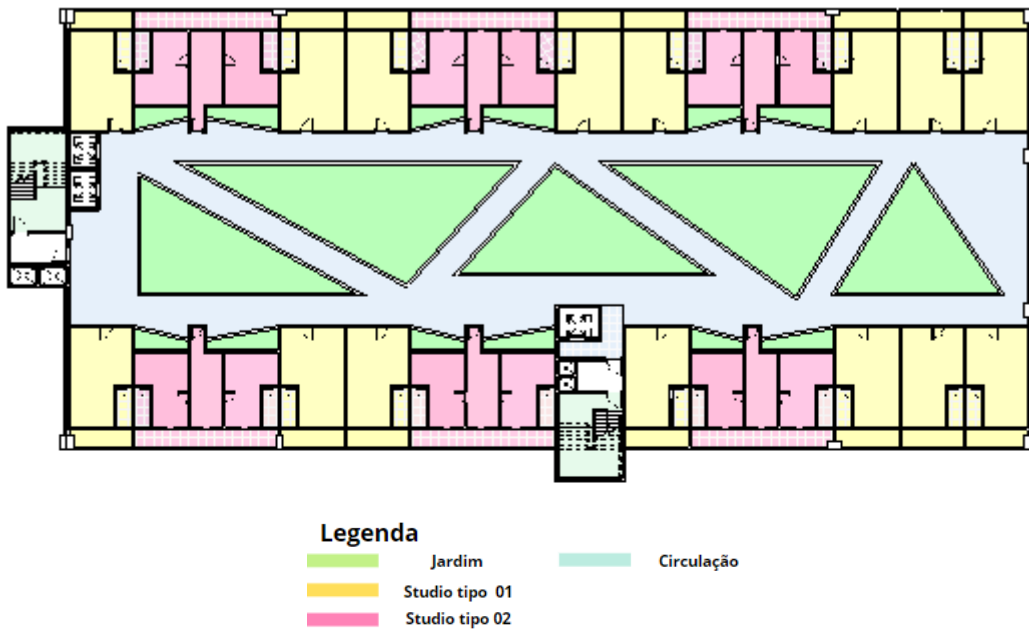 Legenda
Jardim
Circulação
Studio tipo 01
Studio tipo 02